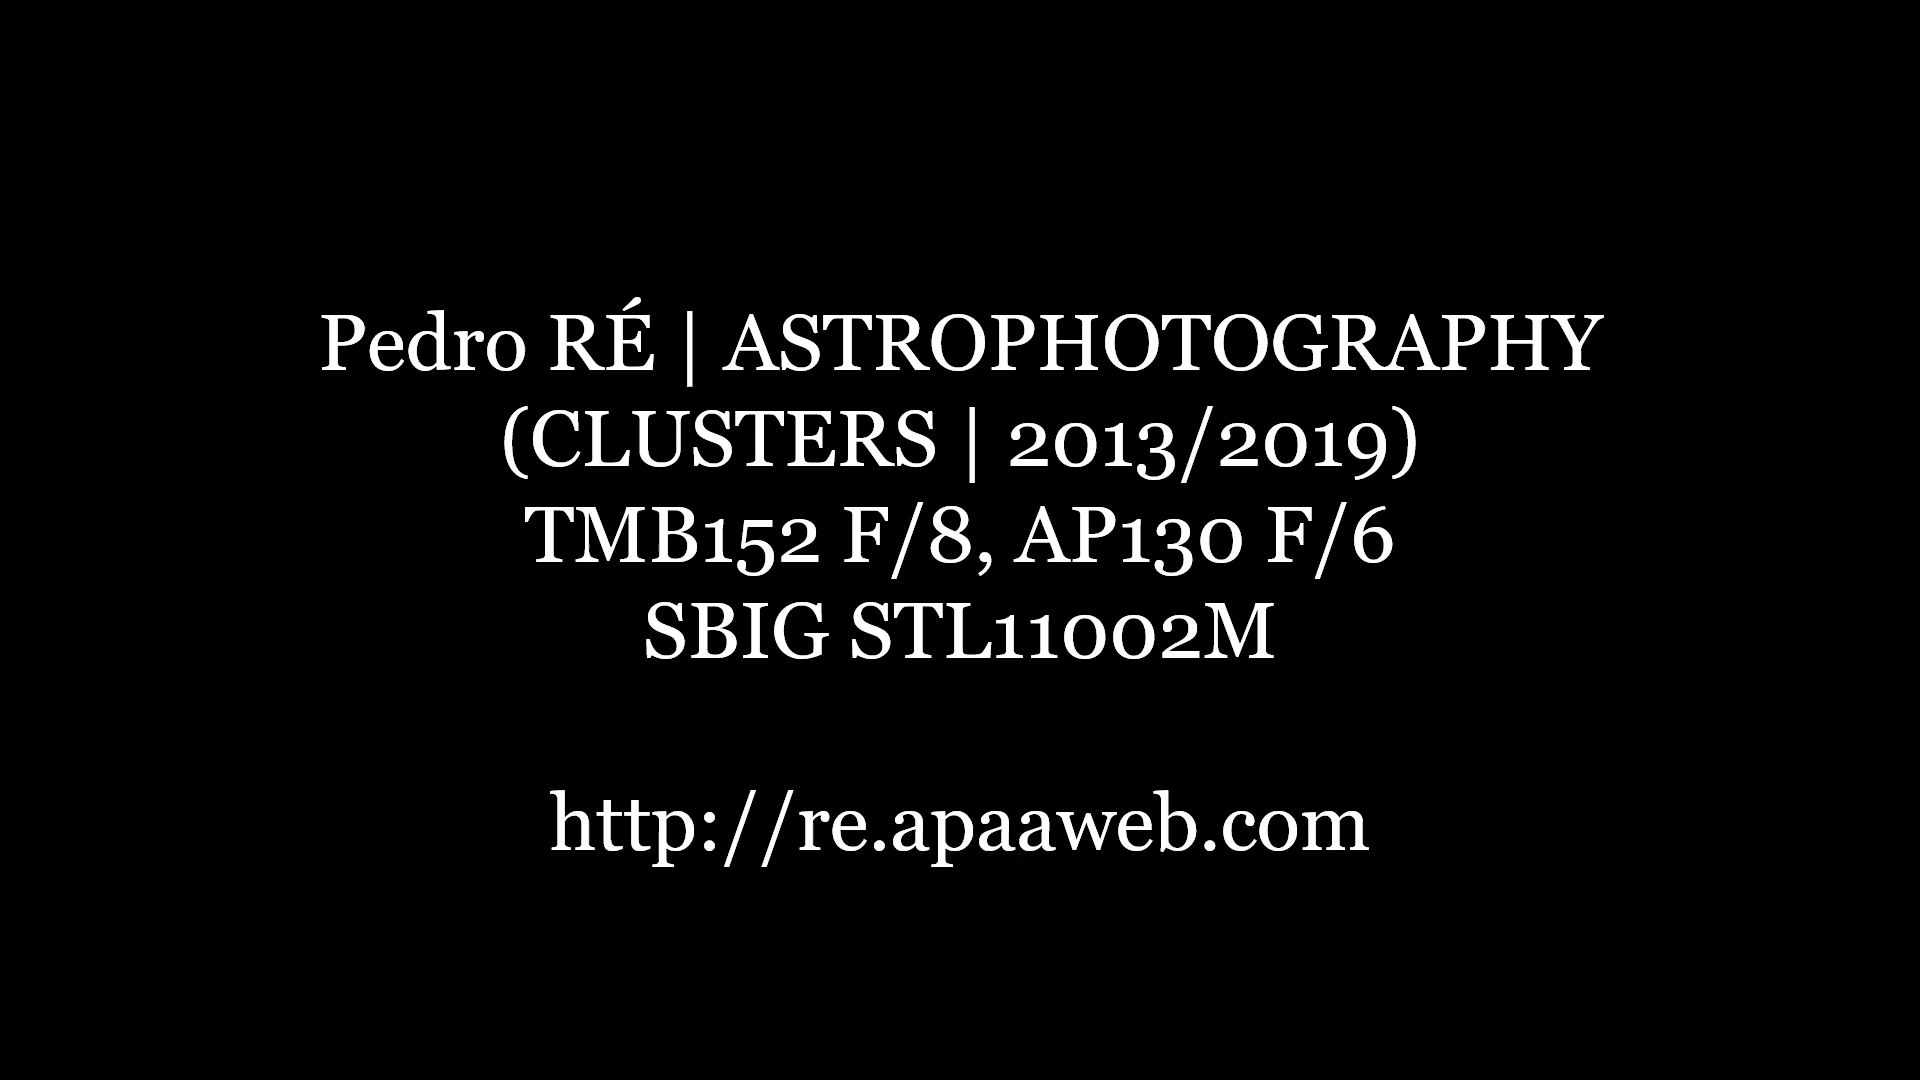 Pedro RÉ | ASTROPHOTOGRAPHY
(CLUSTERS | 2013/2019)
TMB152 F/8, AP130 F/6
SBIG STL11002M
http://re.apaaweb.com